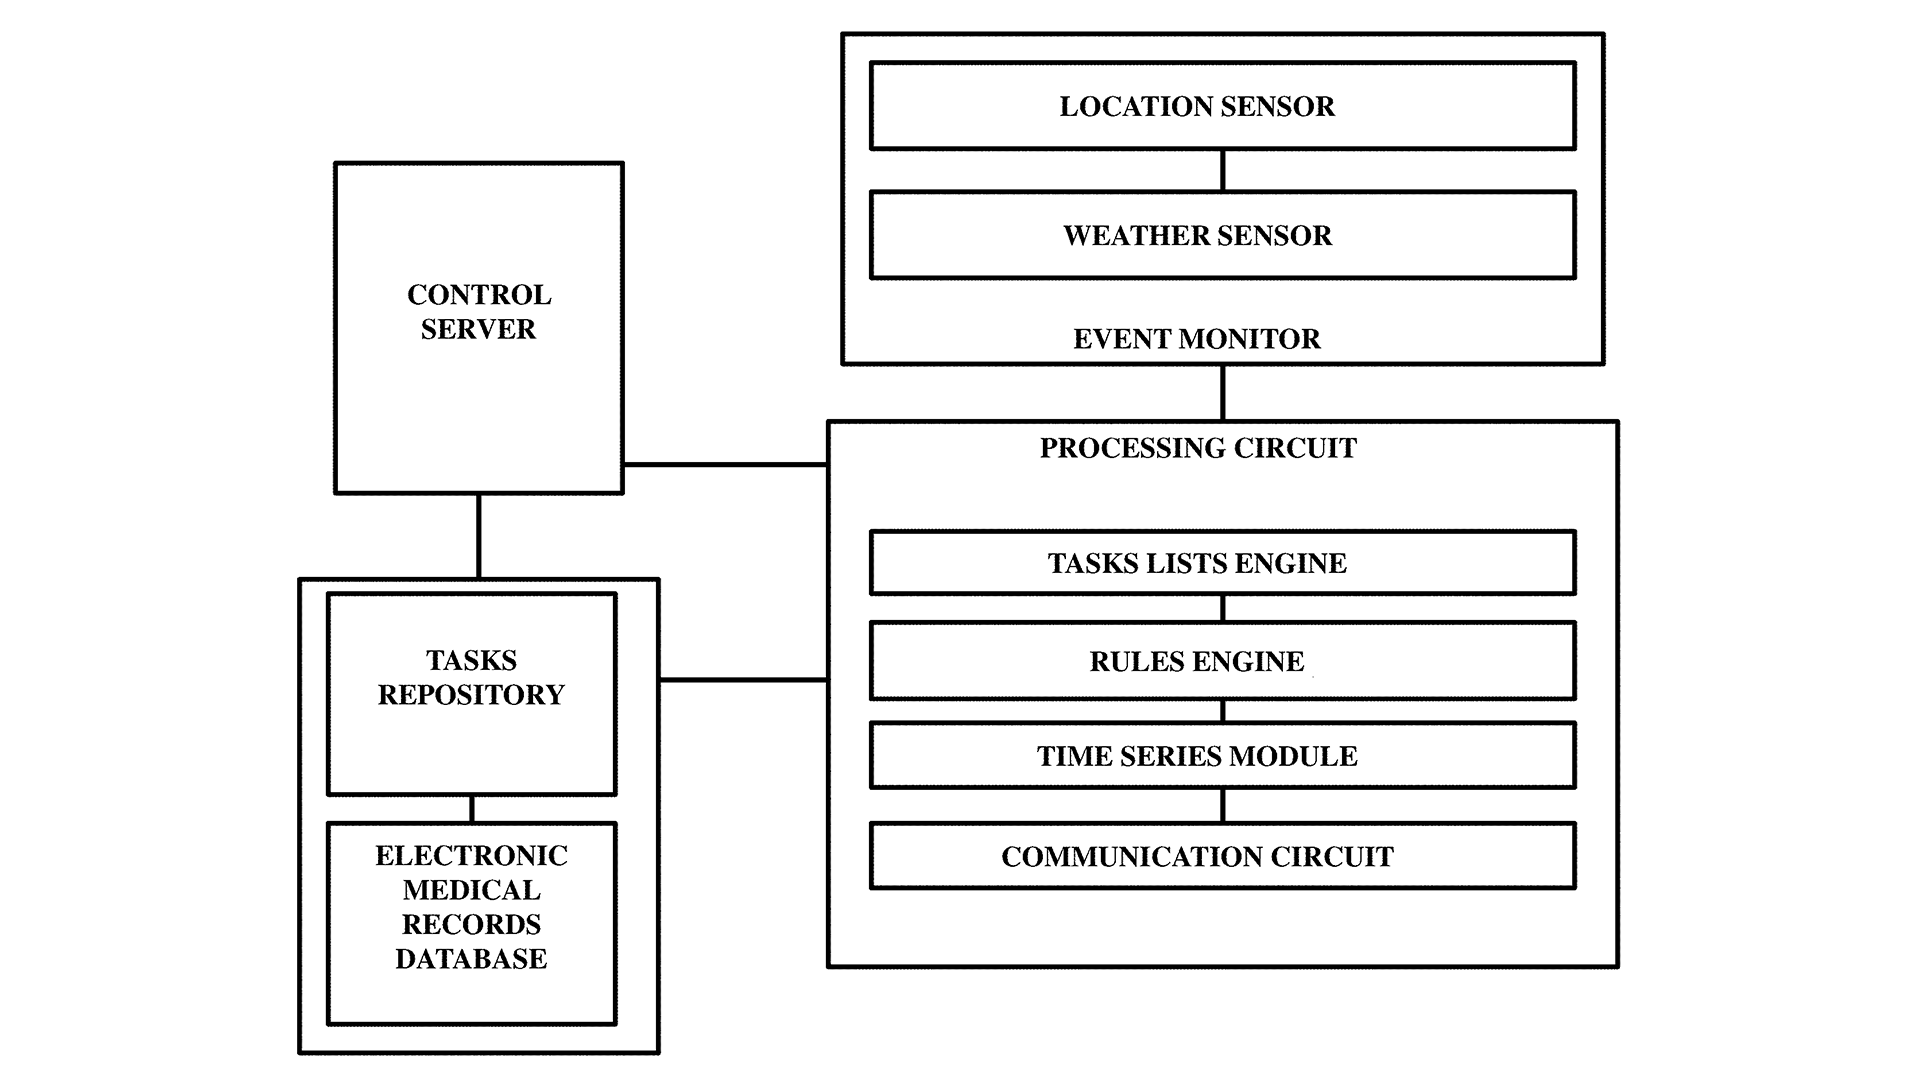 LOCATION SENSOR
WEATHER SENSOR
EVENT MONITOR
CONTROL
SERVER
PROCESSING CIRCUIT
TASKS LISTS ENGINE
RULES ENGINE
TIME SERIES MODULE
COMMUNICATION CIRCUIT
TASKS
REPOSITORY
ELECTRONIC
MEDICAL
RECORDS
DATABASE